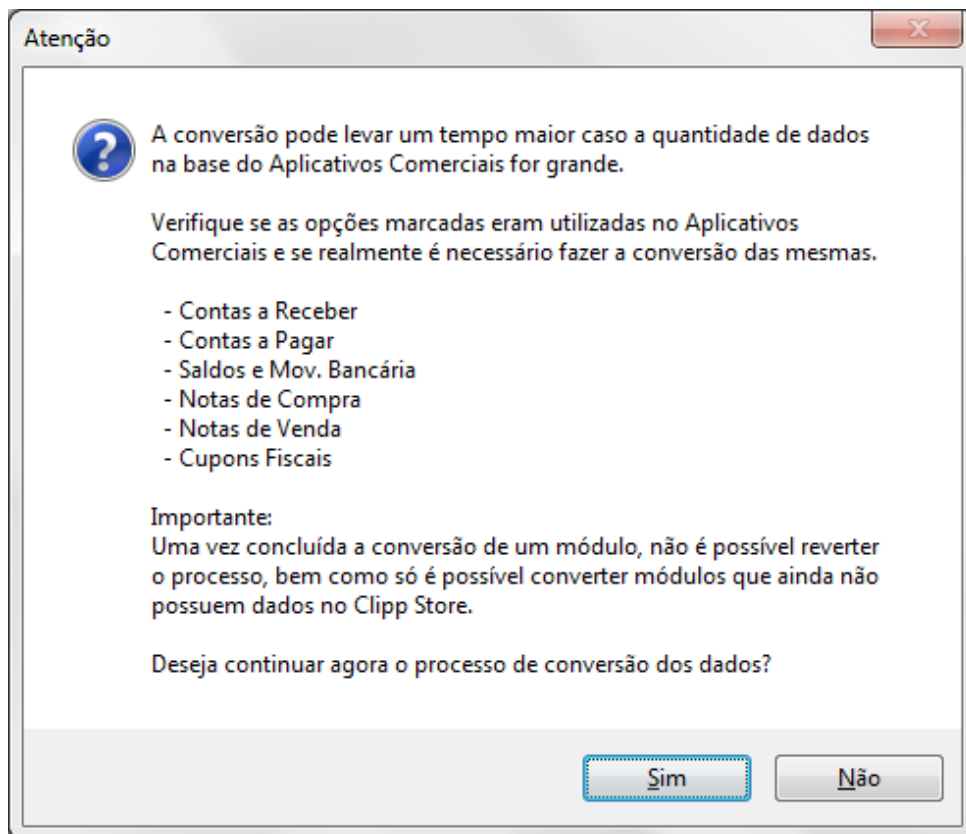 Atenção
A conversão pode levar um tempo maior caso a quantidade de dados
na base do Aplicativos Comerciais for grande.
Verifique se as opções marcadas eram utilizadas no Aplicativos
Comerciais e se realmente é necessário fazer a conversão das mesmas.
- Contas a Receber
- Contas a Pagar
- Saldos e Mov. Bancária
- Notas de Compra
- Notas de Venda
- Cupons Fiscais
Importante:
Uma vez concluída a conversão de um módulo, não é possível reverter
o processo, bem como só é possível converter módulos que ainda não
possuem dados no Clipp Store.
Deseja continuar agora o processo de conversão dos dados?
Sim
Não